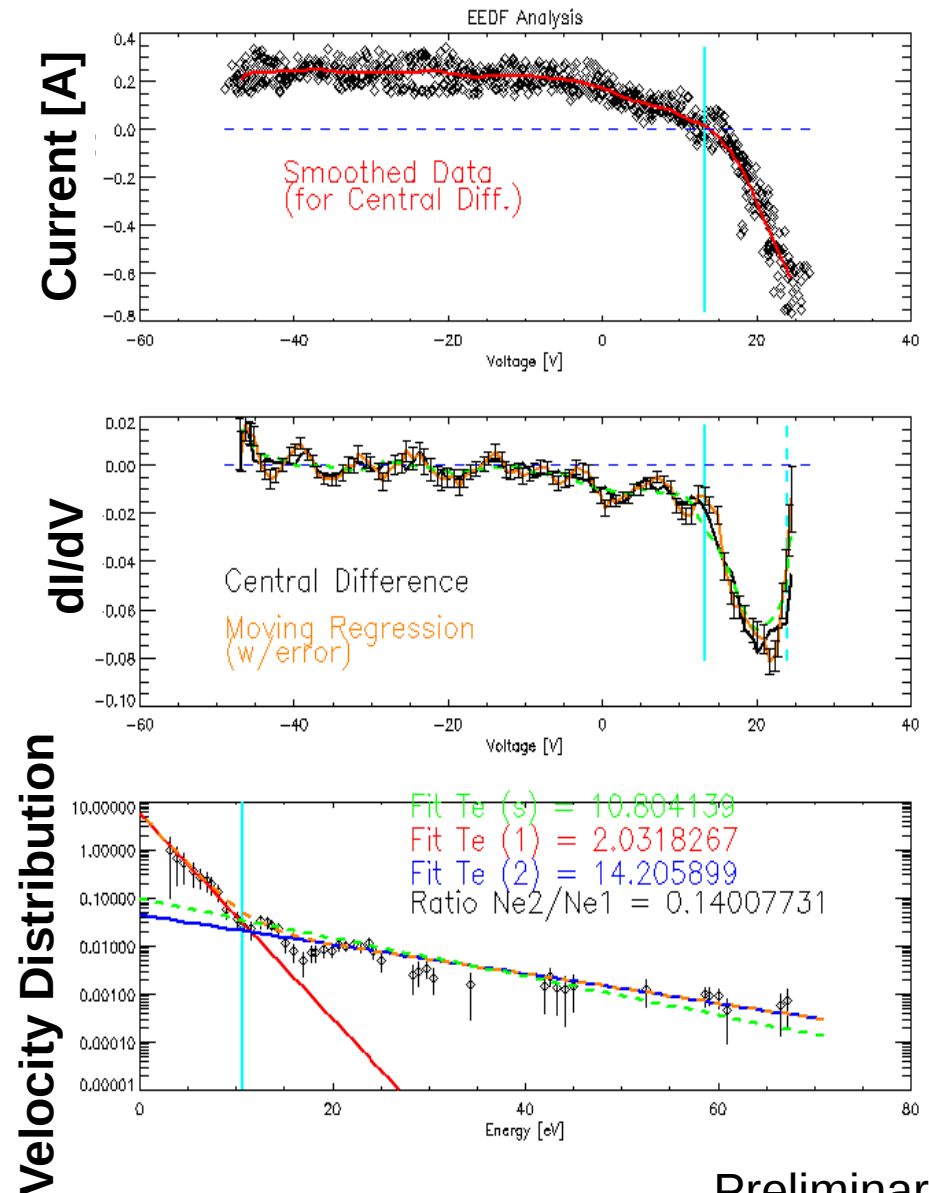 EEDF Analysis
Current [A]
0.4
0.2
0.0
-0.2
-0.4
-0.6
-0.8
Smoothed Data
(for Central Diff.)
-60 -40 -20 0 20 40
Voltage [V]
dI/dV
0.02
0.00
-0.02
-0.04
-0.06
-0.08
-0.10
Central Difference
Moving Regression
(w/error)
-60 -40 -20 0 20 40
Voltage [V]
Velocity Distribution
10.00000
1.00000
0.10000
0.01000
0.00100
0.00010
0.00001
Fit Te (s) = 10.804139
Fit Te (1) = 2.0318267
Fit Te (2) = 14.205899
Ratio Ne2/Ne1 = 0.14007731
0 20 40 60 80
Energy [eV]
Preliminar